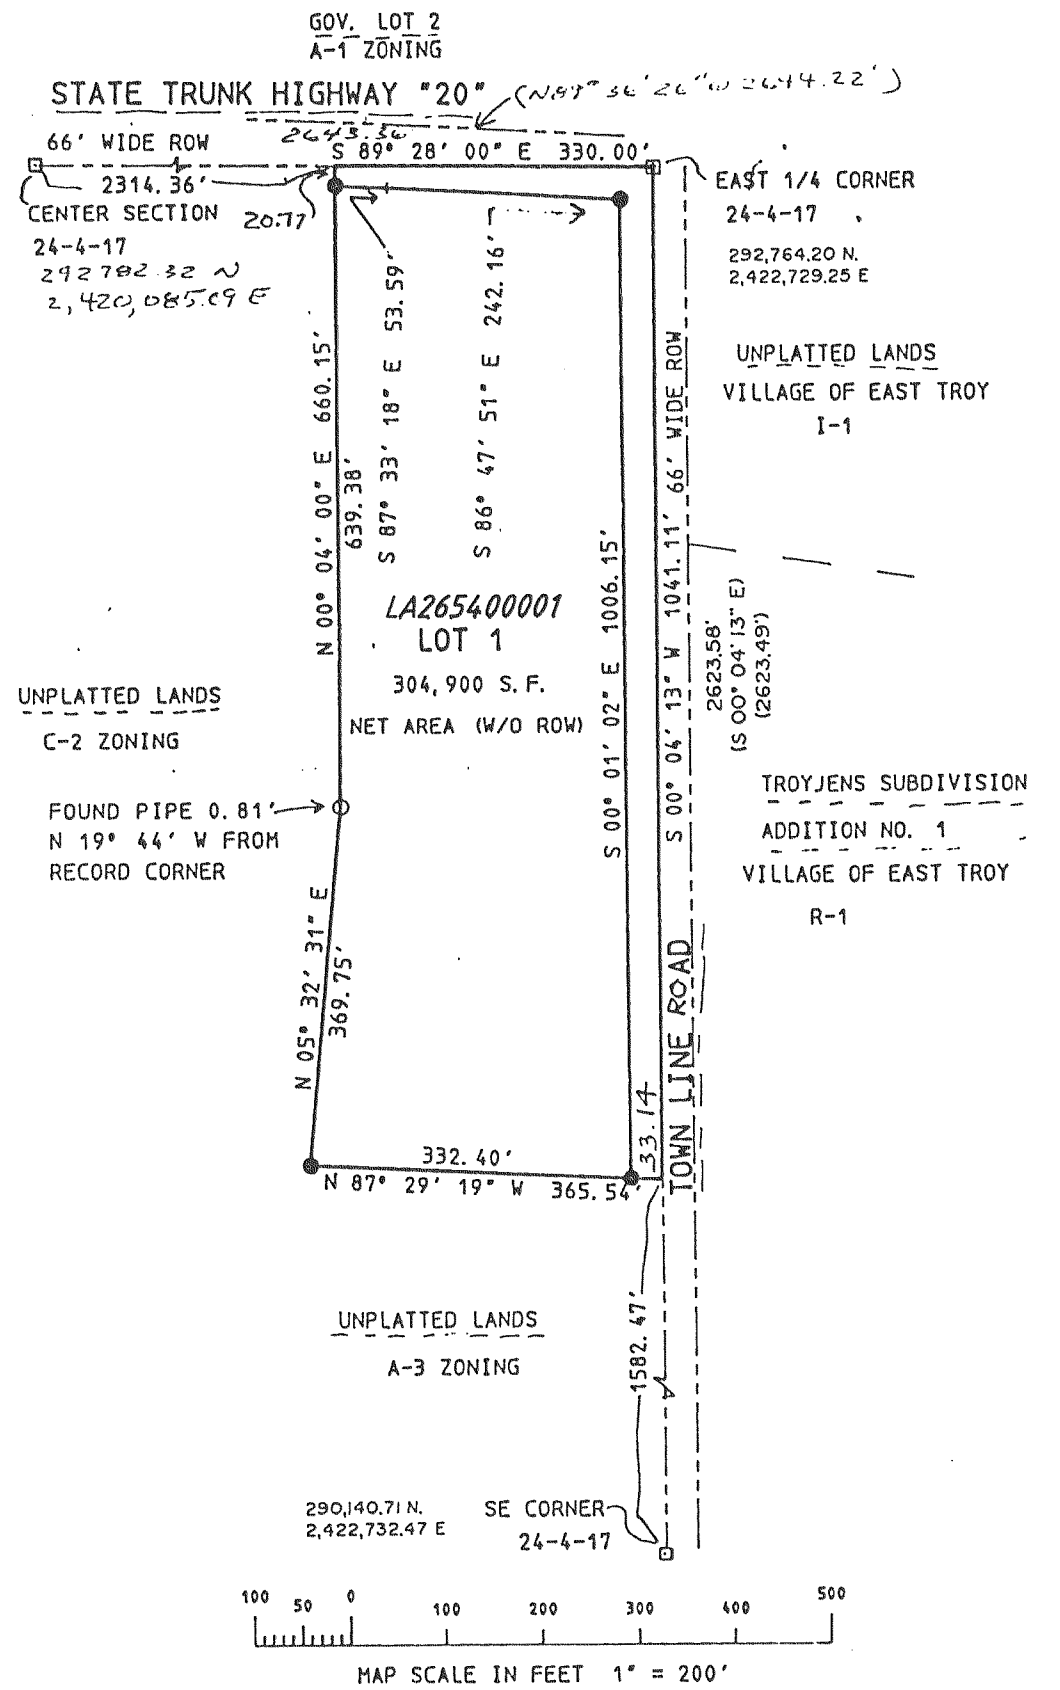 GOV. LOT 2
A-1 ZONING
STATE TRUNK HIGHWAY "20"
2644.22')
66' WIDE ROW
2643.36
S 89° 28' 00" E 330.00'
2314.36'
CENTER SECTION
24-4-17
292782.32 N
2,420,085.09 E
20.77
EAST 1/4 CORNER
24-4-17
292,764.20 N.
2,422,729.25 E
UNPLATTED LANDS
VILLAGE OF EAST TROY
I-1
N 00° 04' 00" E 660.15'
639.38'
S 87° 33' 18" E 53.59'
S 86° 47' 51" E 242.16'
LA265400001
LOT 1
304,900 S.F.
NET AREA (W/O ROW)
S 00° 01' 02" E 1006.15'
S 00° 04' 13" W 1041.11' 66' WIDE ROW
2623.58'
(S 00° 04' 13" E)
(2623.49')
UNPLATTED LANDS
C-2 ZONING
FOUND PIPE 0.81'
N 19° 44' W FROM
RECORD CORNER
TROYJENS SUBDIVISION
ADDITION NO. 1
VILLAGE OF EAST TROY
R-1
N 05° 32' 31" E
369.75'
TOWN LINE ROAD
33.14
332.40'
N 87° 29' 19" W 365.54'
UNPLATTED LANDS
A-3 ZONING
1582.47'
290,140.71 N.
2,422,732.47 E
SE CORNER
24-4-17
100 50 0 100 200 300 400 500
MAP SCALE IN FEET 1" = 200'